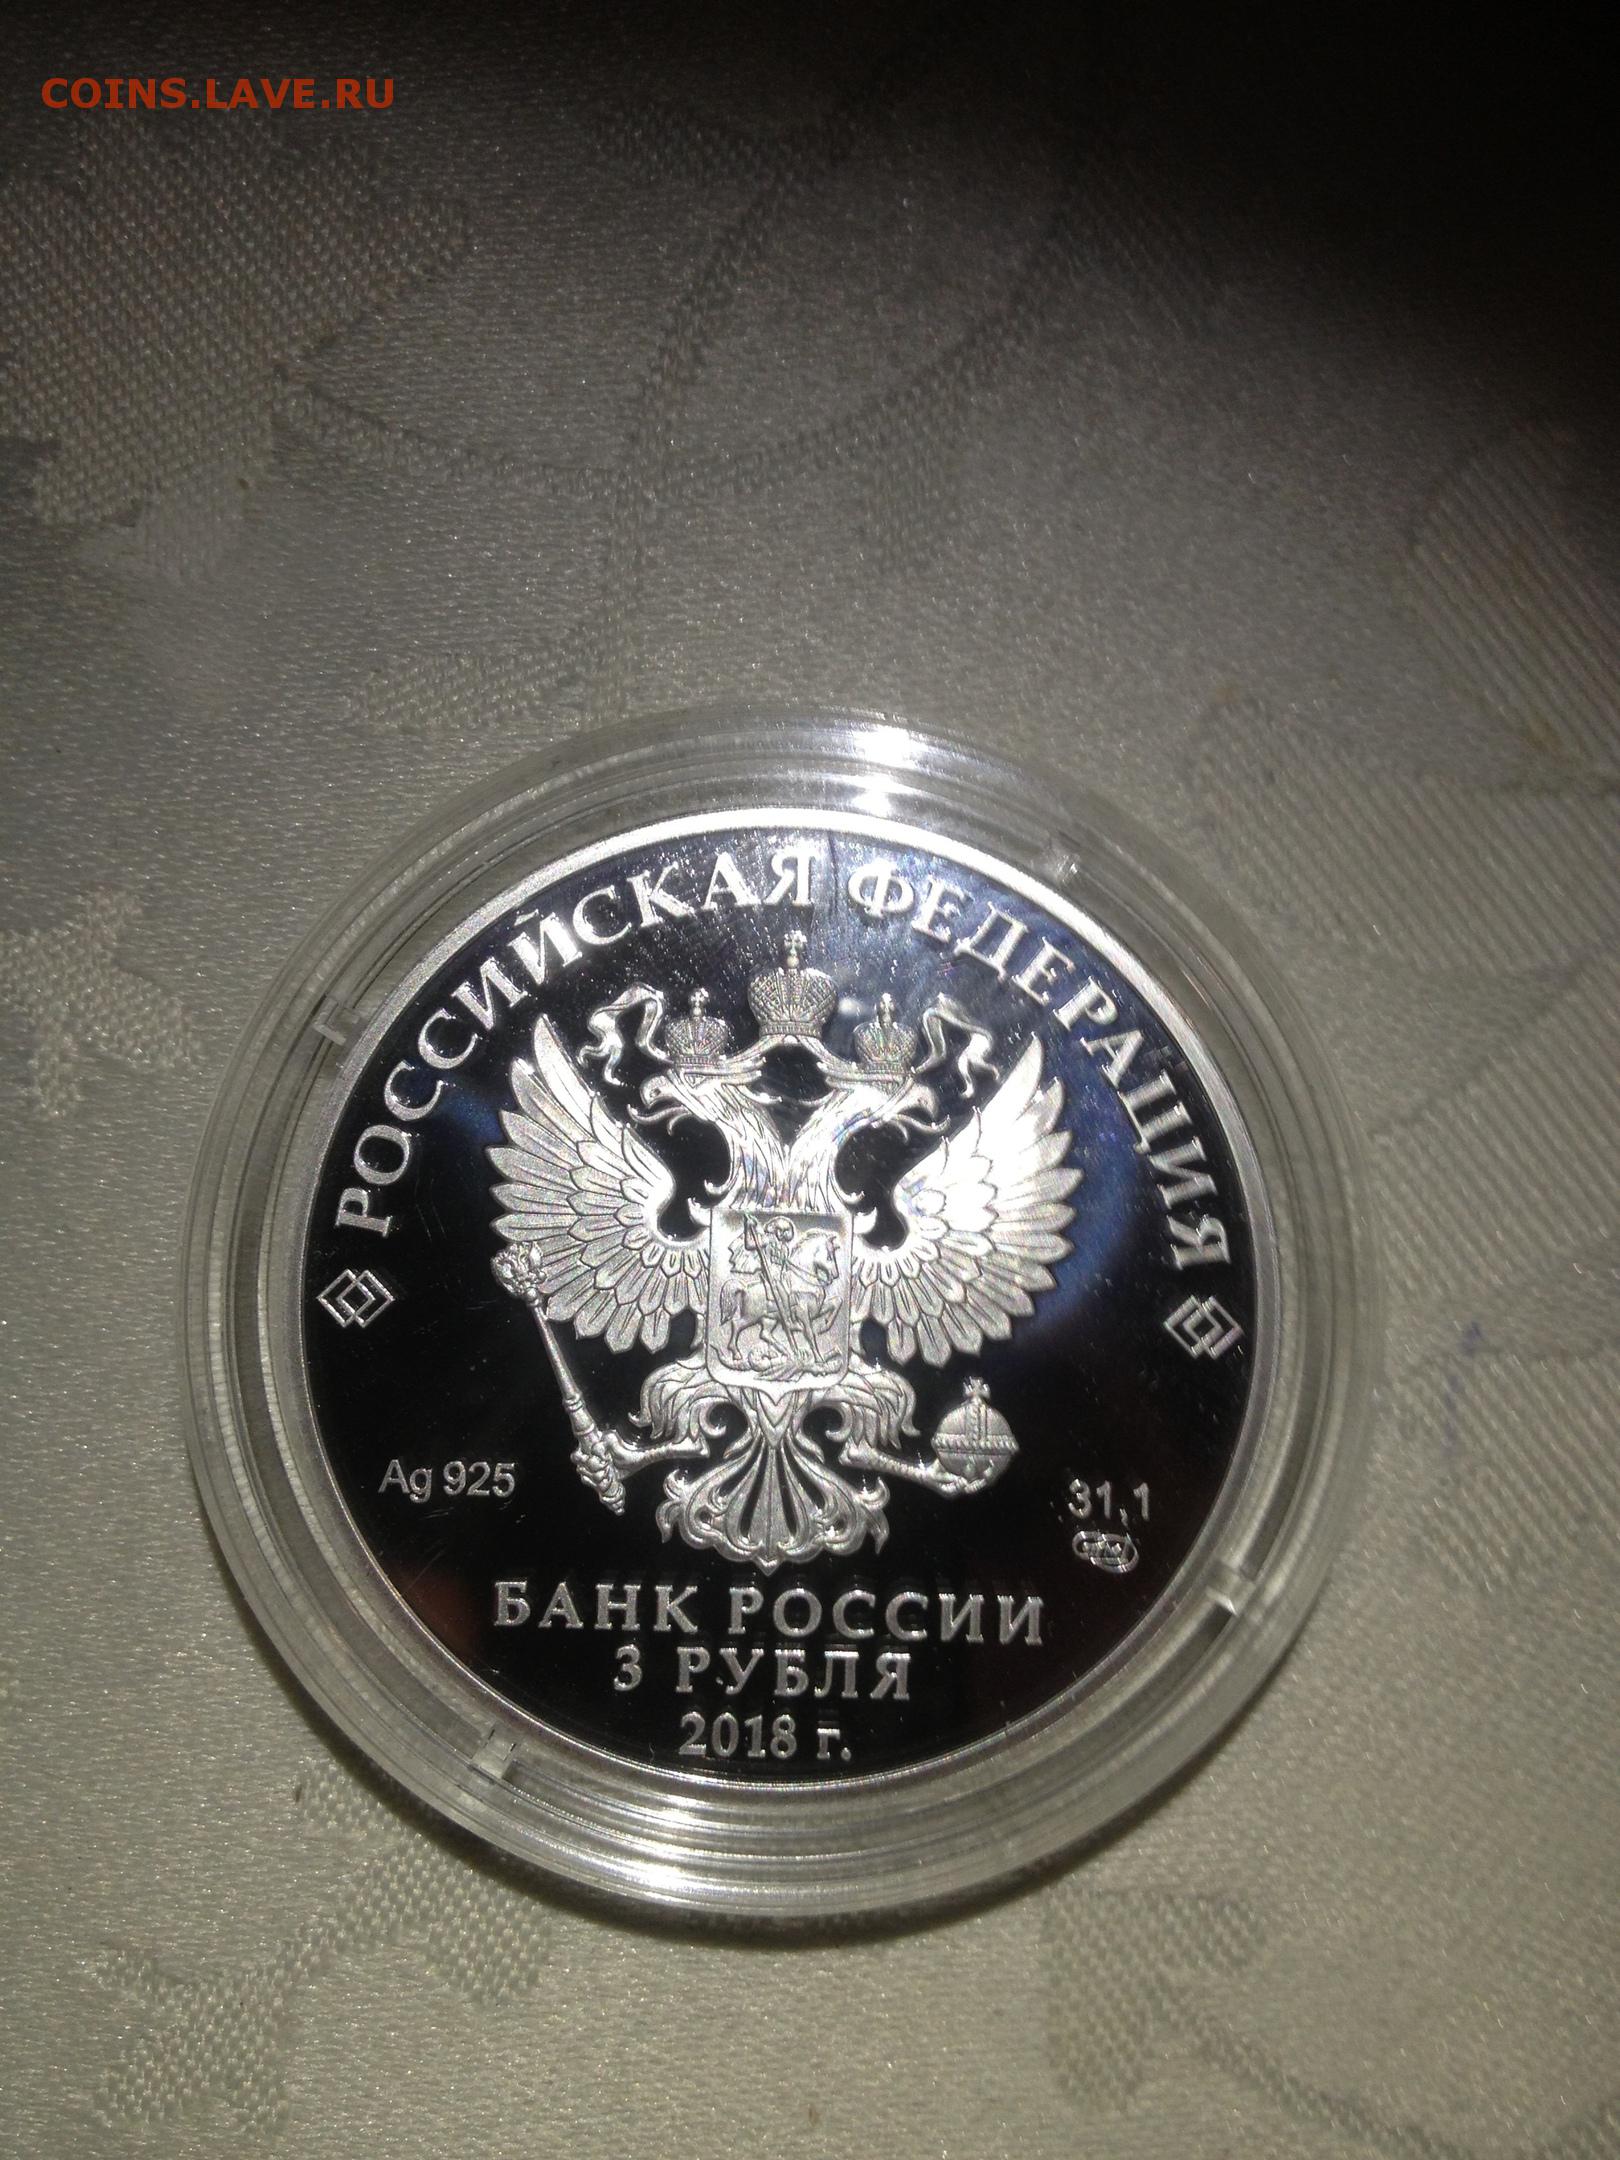 COINS.LAVE.RU
РОССИЙСКАЯ ФЕДЕРАЦИЯ
Ag 925
31,1
БАНК РОССИИ
3 РУБЛЯ
2018 г.